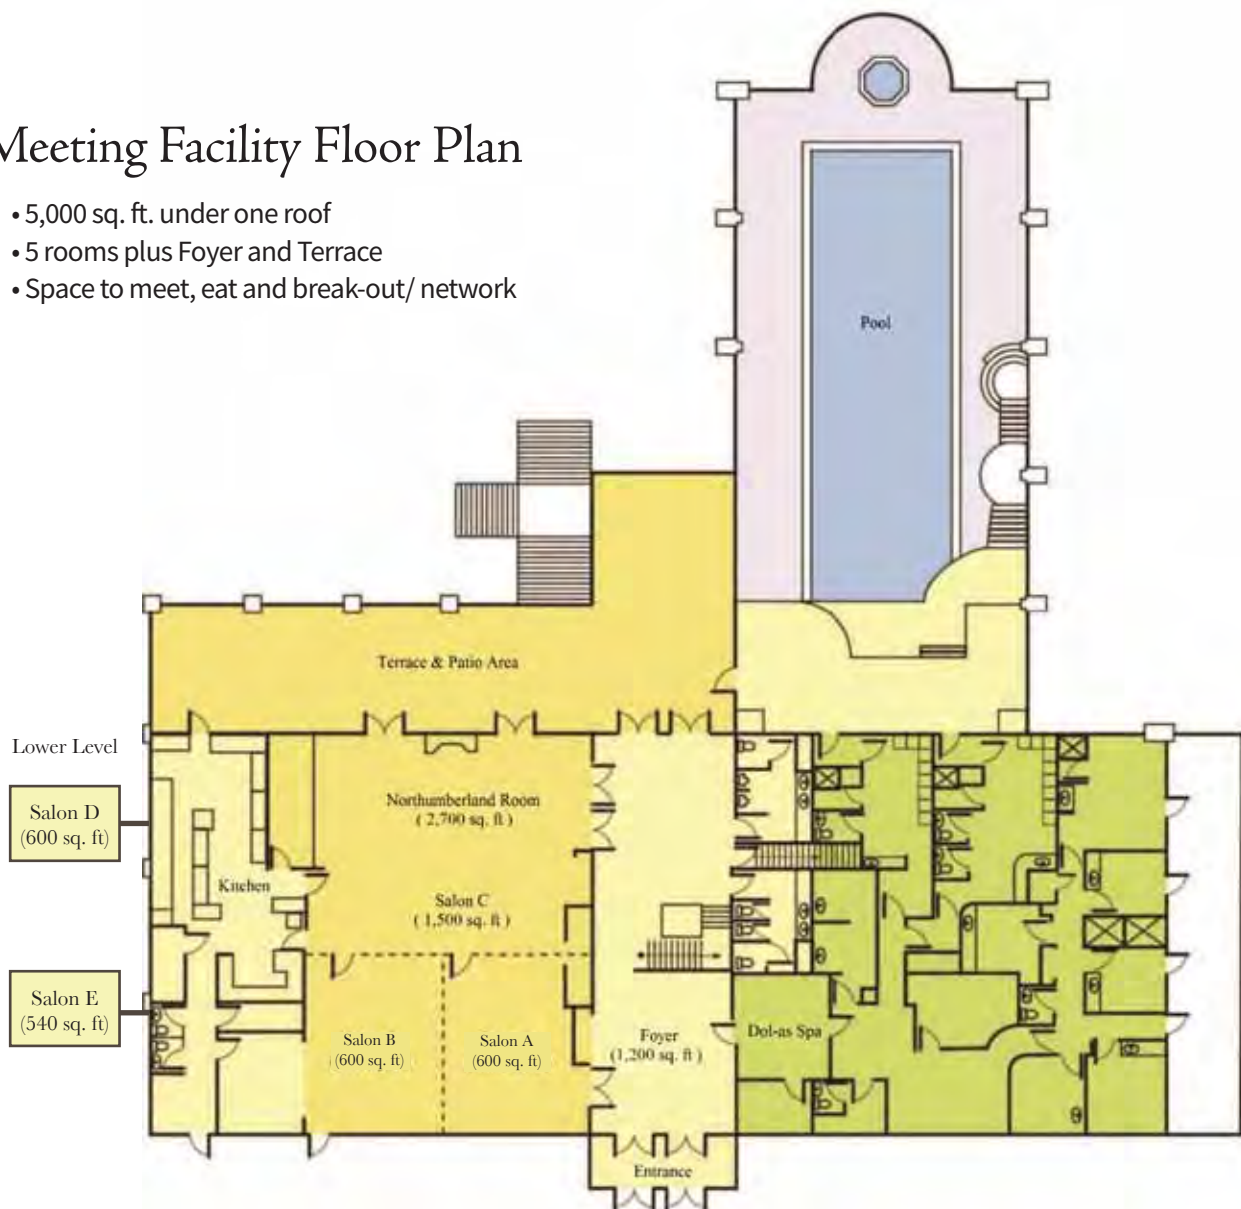 Meeting Facility Floor Plan
• 5,000 sq. ft. under one roof
• 5 rooms plus Foyer and Terrace
• Space to meet, eat and break-out/ network
Pool
Terrace & Patio Area
Lower Level
Salon D
(600 sq. ft)
Salon E
(540 sq. ft)
Northumberland Room
( 2,700 sq. ft )
Kitchen
Salon C
( 1,500 sq. ft )
Salon B
(600 sq. ft)
Salon A
(600 sq. ft)
Foyer
(1,200 sq. ft )
Dol-as Spa
Entrance